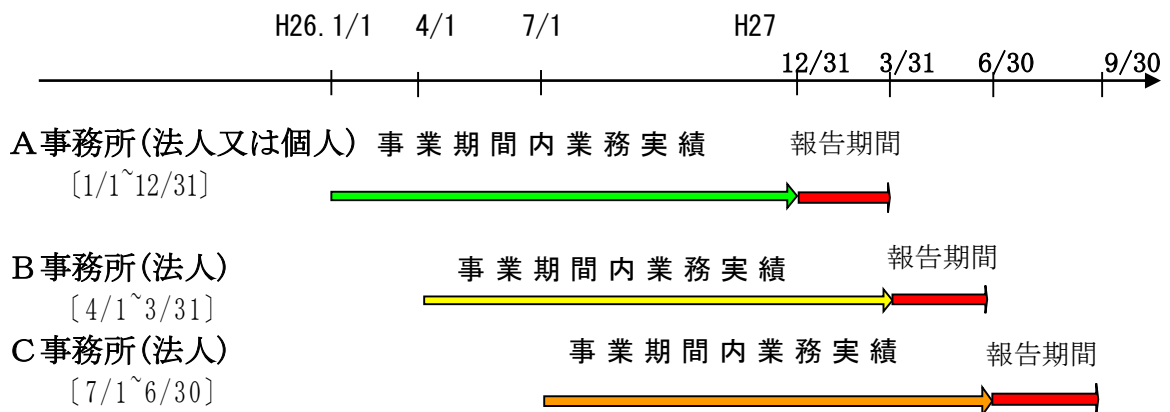 H26.1/1 4/1 7/1 H27
12/31 3/31 6/30 9/30
A事務所(法人又は個人) 事業期間内業務実績 報告期間
〔1/1~12/31〕
B事務所(法人) 事業期間内業務実績 報告期間
〔4/1~3/31〕
C事務所(法人) 事業期間内業務実績 報告期間
〔7/1~6/30〕